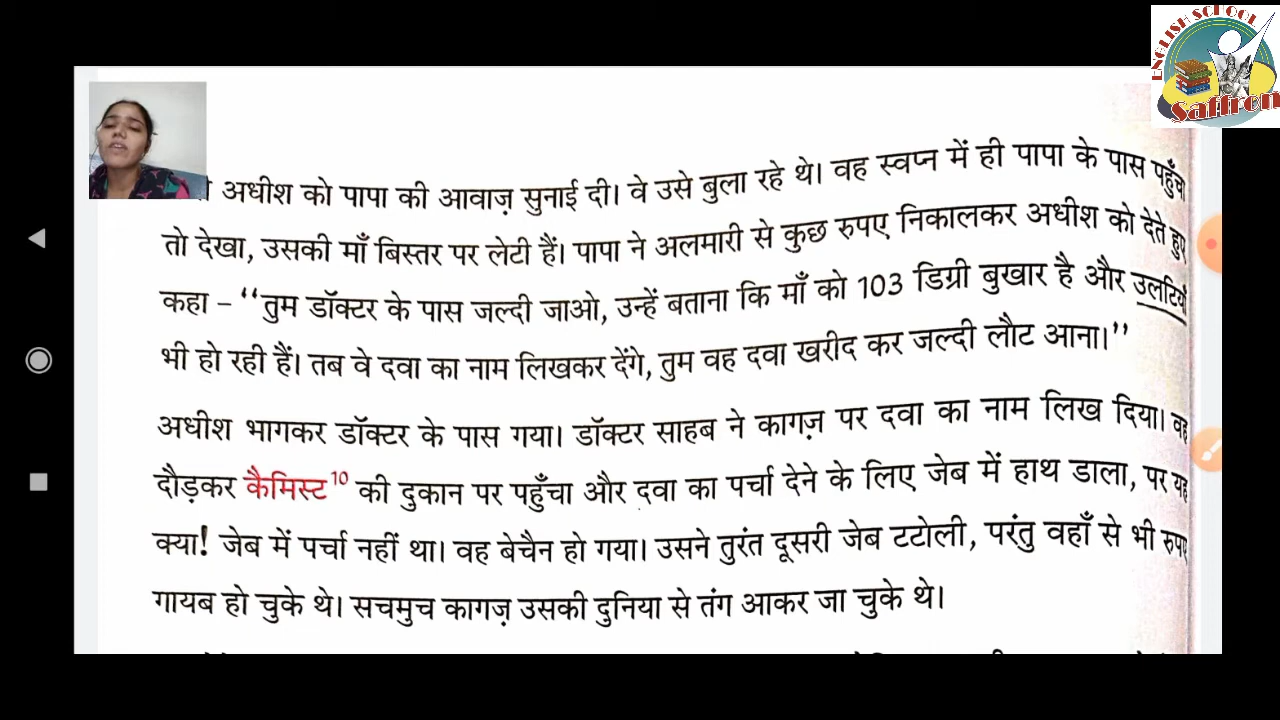 ENGLISH SCHOOL
Saffron
अधीश को पापा की आवाज़ सुनाई दी। वे उसे बुला रहे थे। वह स्वप्न में ही पापा के पास पहुँचा
तो देखा, उसकी माँ बिस्तर पर लेटी हैं। पापा ने अलमारी से कुछ रुपए निकालकर अधीश को देते हुए
कहा – “तुम डॉक्टर के पास जल्दी जाओ, उन्हें बताना कि माँ को 103 डिग्री बुखार है और उलटियाँ
भी हो रही हैं। तब वे दवा का नाम लिखकर देंगे, तुम वह दवा खरीद कर जल्दी लौट आना।”
अधीश भागकर डॉक्टर के पास गया। डॉक्टर साहब ने कागज़ पर दवा का नाम लिख दिया। वह
दौड़कर कैमिस्ट¹⁰ की दुकान पर पहुँचा और दवा का पर्चा देने के लिए जेब में हाथ डाला, पर यह
क्या! जेब में पर्चा नहीं था। वह बेचैन हो गया। उसने तुरंत दूसरी जेब टटोली, परंतु वहाँ से भी रुपए
गायब हो चुके थे। सचमुच कागज़ उसकी दुनिया से तंग आकर जा चुके थे।